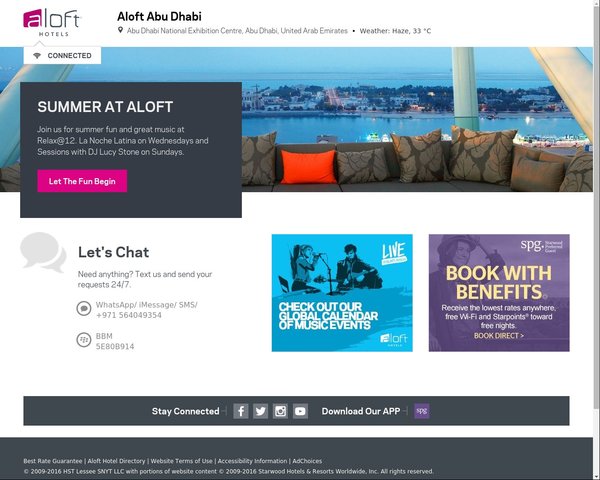 aloft
HOTELS
Aloft Abu Dhabi
Abu Dhabi National Exhibition Centre, Abu Dhabi, United Arab Emirates • Weather: Haze, 33 °C
CONNECTED
SUMMER AT ALOFT
Join us for summer fun and great music at
Relax@12. La Noche Latina on Wednesdays and
Sessions with DJ Lucy Stone on Sundays.
Let The Fun Begin
Let's Chat
Need anything? Text us and send your
requests 24/7.
WhatsApp/ iMessage/ SMS/
+971 564049354
BBM
5E80B914
LIVE
CHECK OUT OUR
GLOBAL CALENDAR
OF MUSIC EVENTS
aloft
HOTELS
spg. Starwood
Preferred
Guest
BOOK WITH
BENEFITS
Receive the lowest rates anywhere,
free Wi-Fi and Starpoints® toward
free nights.
BOOK DIRECT >
Stay Connected
Download Our APP
spg
Best Rate Guarantee | Aloft Hotel Directory | Website Terms of Use | Accessibility Information | AdChoices
© 2009-2016 HST Lessee SNYT LLC with portions of website content © 2009-2016 Starwood Hotels & Resorts Worldwide, Inc. All rights reserved.